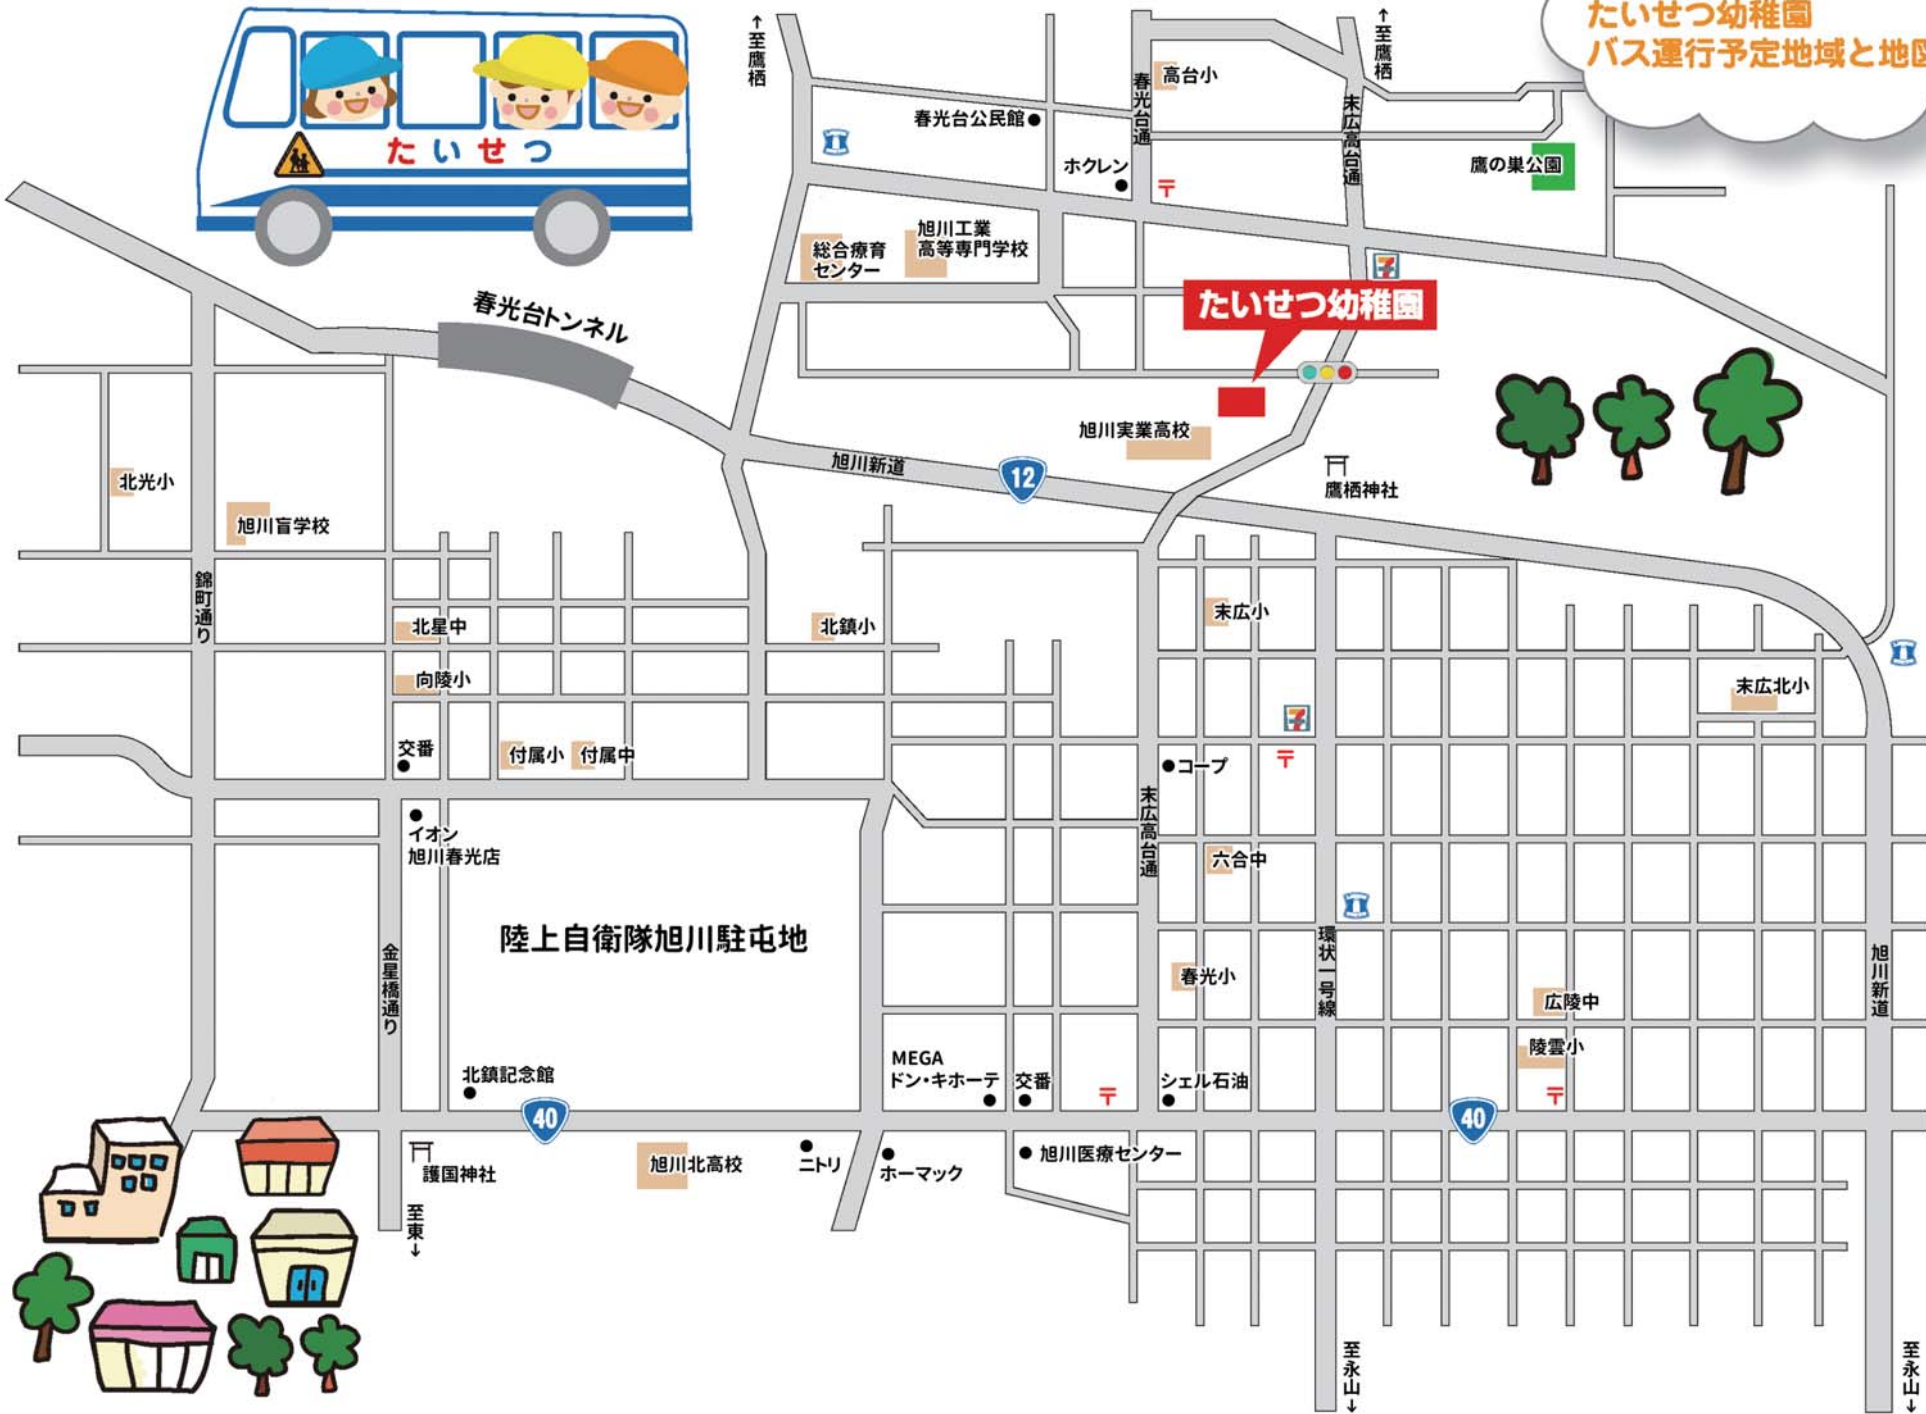 たいせつ幼稚園
バス運行予定地域と地図
↑至鷹栖
↑至鷹栖
高台小
春光台通
末広高台通
春光台公民館
ホクレン
〒
鷹の巣公園
たいせつ
旭川工業
高等専門学校
総合療育
センター
7
たいせつ幼稚園
春光台トンネル
旭川実業高校
旭川新道
12
鷹栖神社
北光小
旭川盲学校
錦町通り
北星中
北鎮小
末広小
向陵小
末広北小
7
交番
付属小
付属中
コープ
〒
末広高台通
イオン
旭川春光店
六合中
陸上自衛隊旭川駐屯地
金星橋通り
環状一号線
旭川新道
春光小
広陵中
陵雲小
MEGA
ドン・キホーテ
交番
〒
シェル石油
〒
北鎮記念館
40
40
護国神社
旭川北高校
ニトリ
ホーマック
旭川医療センター
至東↓
至永山↓
至永山↓